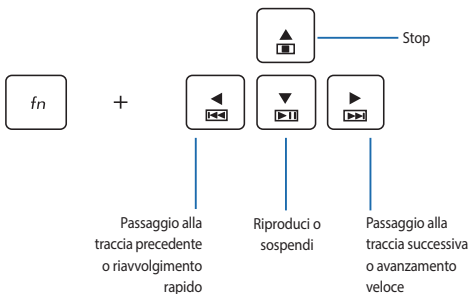 Stop
fn +
Passaggio alla
traccia precedente
o riavvolgimento
rapido
Riproduci o
sospendi
Passaggio alla
traccia successiva
o avanzamento
veloce